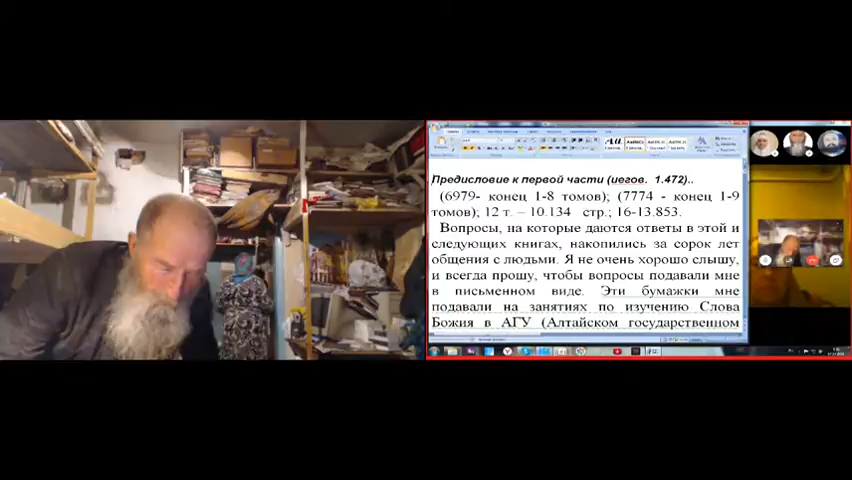 Предисловие к первой части (иегов. 1.472)..
(6979- конец 1-8 томов); (7774 - конец 1-9
томов); 12 т. – 10.134 стр.; 16-13.853.
Вопросы, на которые даются ответы в этой и
следующих книгах, накопились за сорок лет
общения с людьми. Я не очень хорошо слышу,
и всегда прошу, чтобы вопросы подавали мне
в письменном виде. Эти бумажки мне
подавали на занятиях по изучению Слова
Божия в АГУ (Алтайском государственном